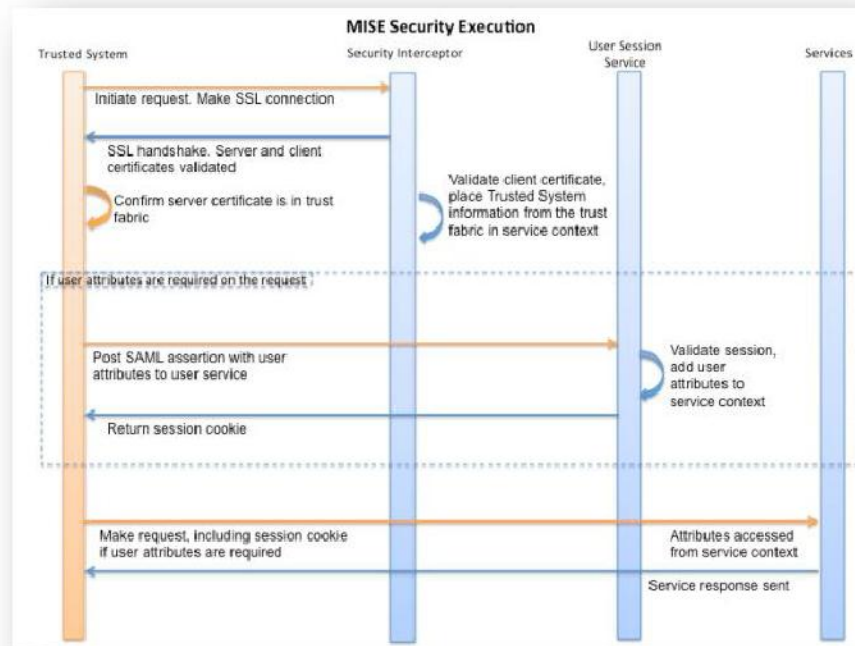 MISE Security Execution
Trusted System
Security Interceptor
User Session
Service
Services
Initiate request. Make SSL connection
SSL handshake. Server and client
certificates validated
Confirm server certificate is in trust
fabric
Validate client certificate,
place Trusted System
information from the trust
fabric in service context
If user attributes are required on the request
Post SAML assertion with user
attributes to user service
Validate session,
add user
attributes to
service context
Return session cookie
Make request, including session cookie
if user attributes are required
Attributes accessed
from service context
Service response sent